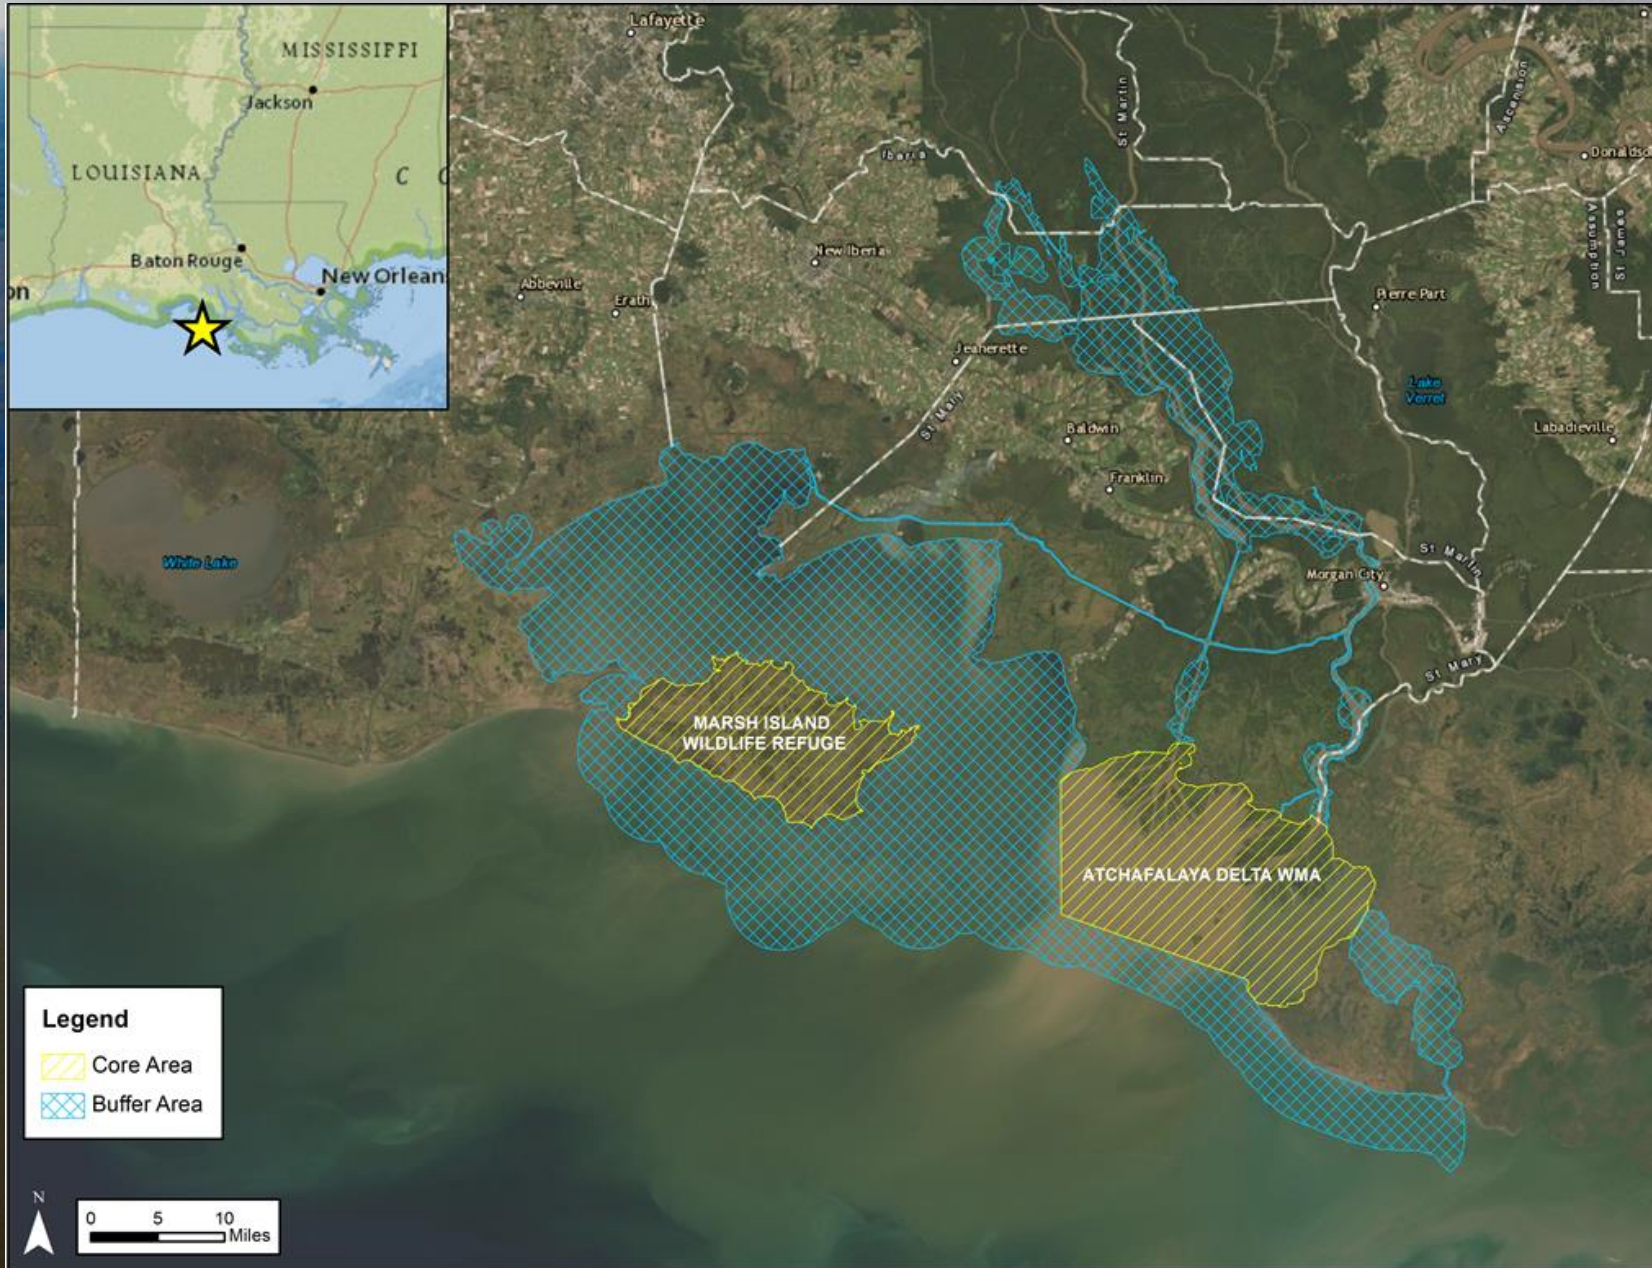 MISSISSIPPI
Jackson
LOUISIANA
C
Baton Rouge
New Orlean
on
Lafayette
St Martin
Ascension
Donaldso
Iberia
Assumption
St James
New Iberia
Abbeville
Erath
Pierre Part
Jeanerette
Lake
Verret
St Mary
Baldwin
Labadieville
Franklin
White Lake
St Martin
Morgan City
St Mary
MARSH ISLAND
WILDLIFE REFUGE
ATCHAFALAYA DELTA WMA
Legend
Core Area
Buffer Area
N
0 5 10
Miles